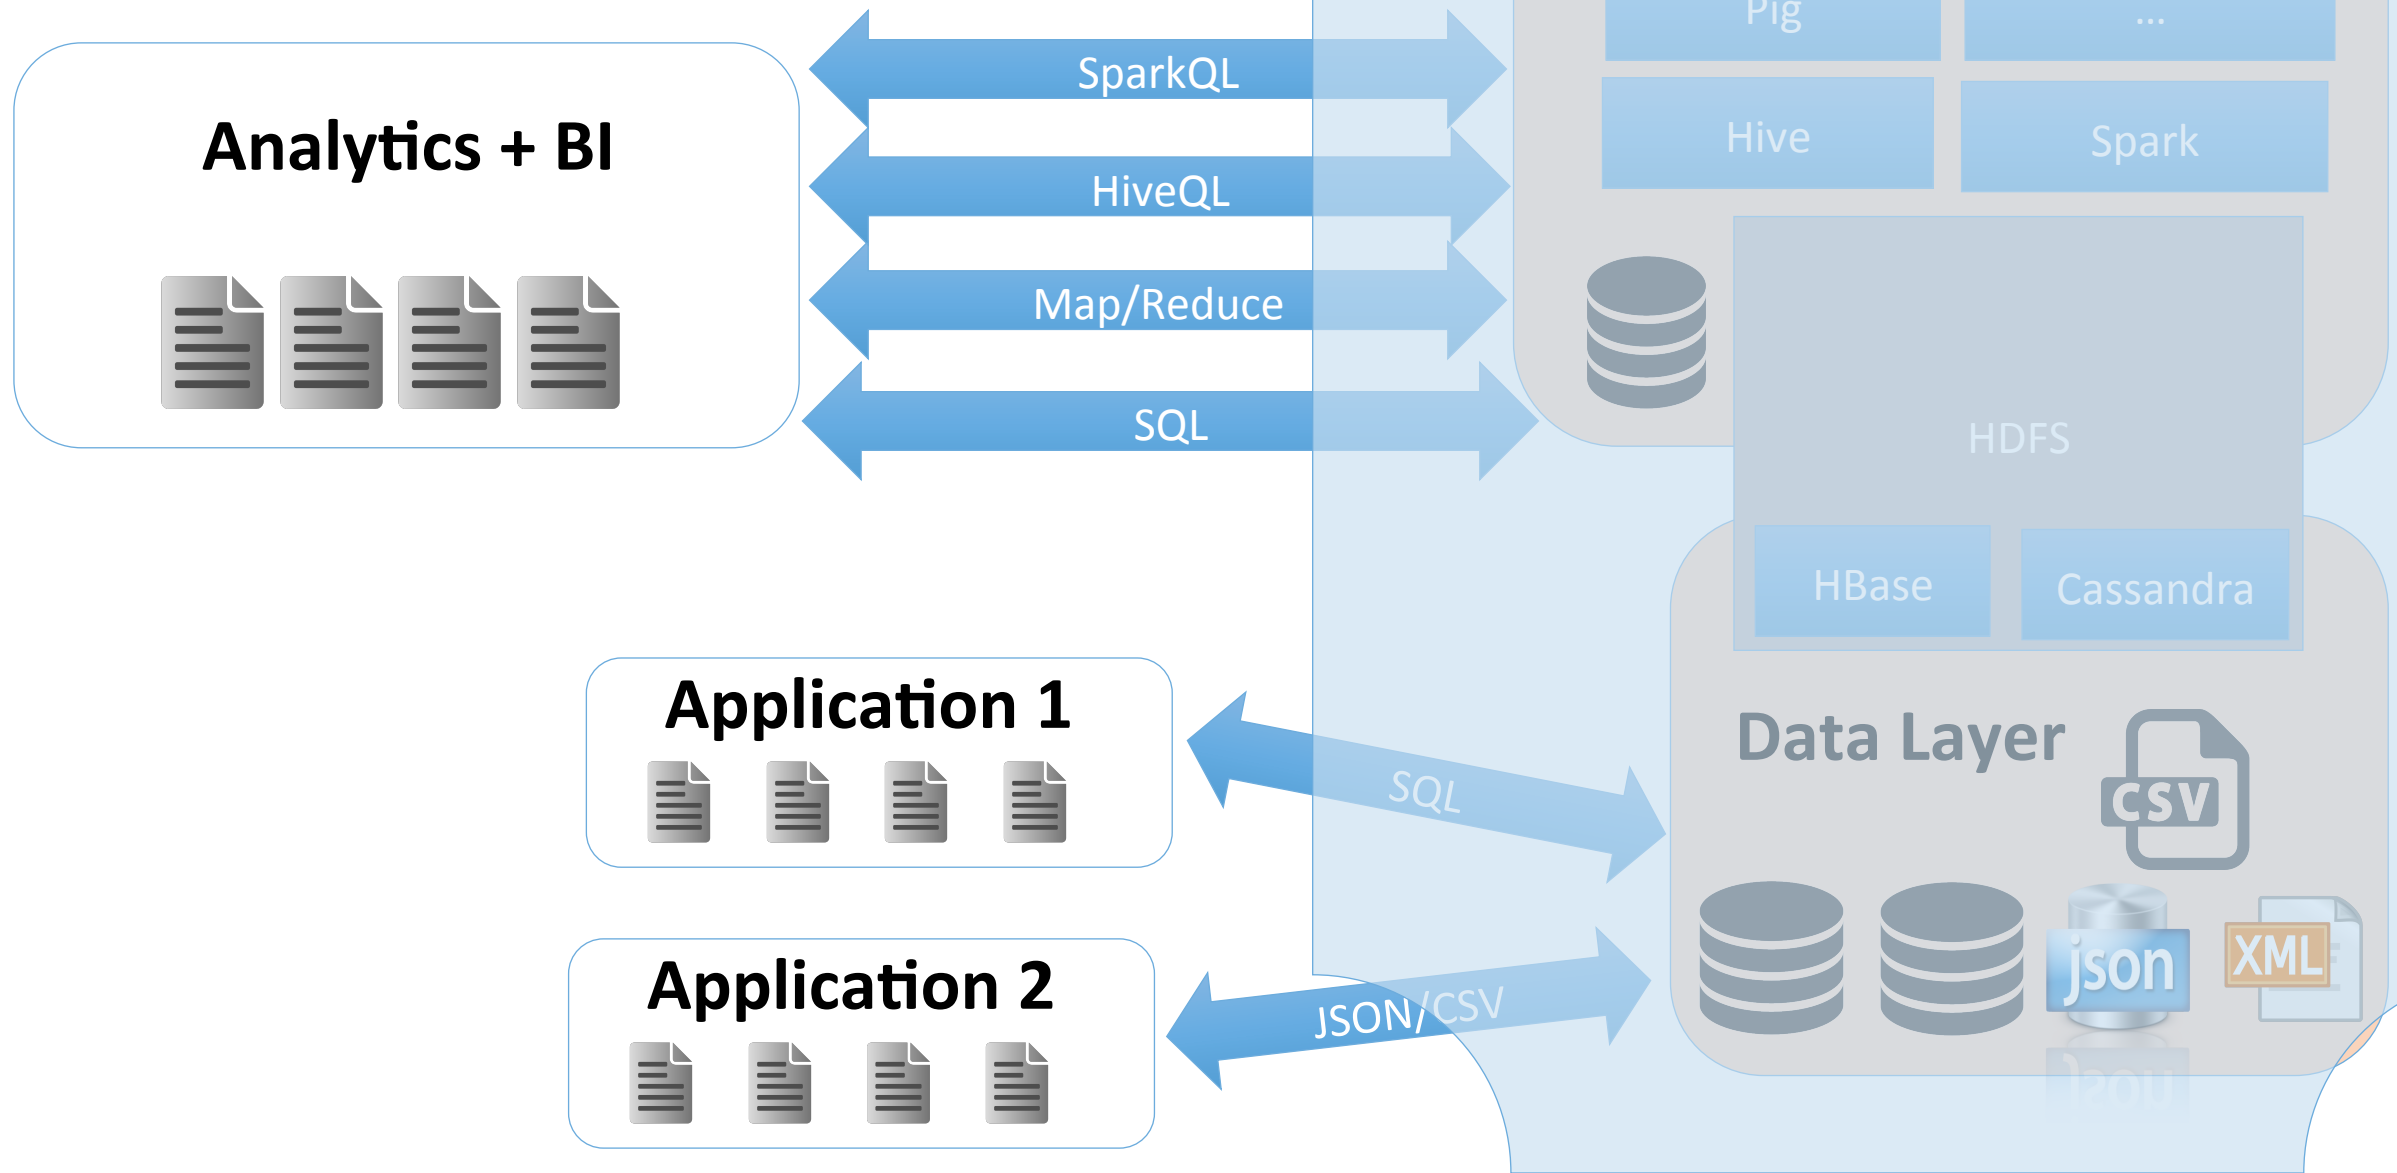 Pig
...
SparkQL
Analytics + BI
Hive
Spark
HiveQL
Map/Reduce
SQL
HDFS
HBase
Cassandra
Application 1
Data Layer
SQL
CSV
json
XML
Application 2
JSON/CSV